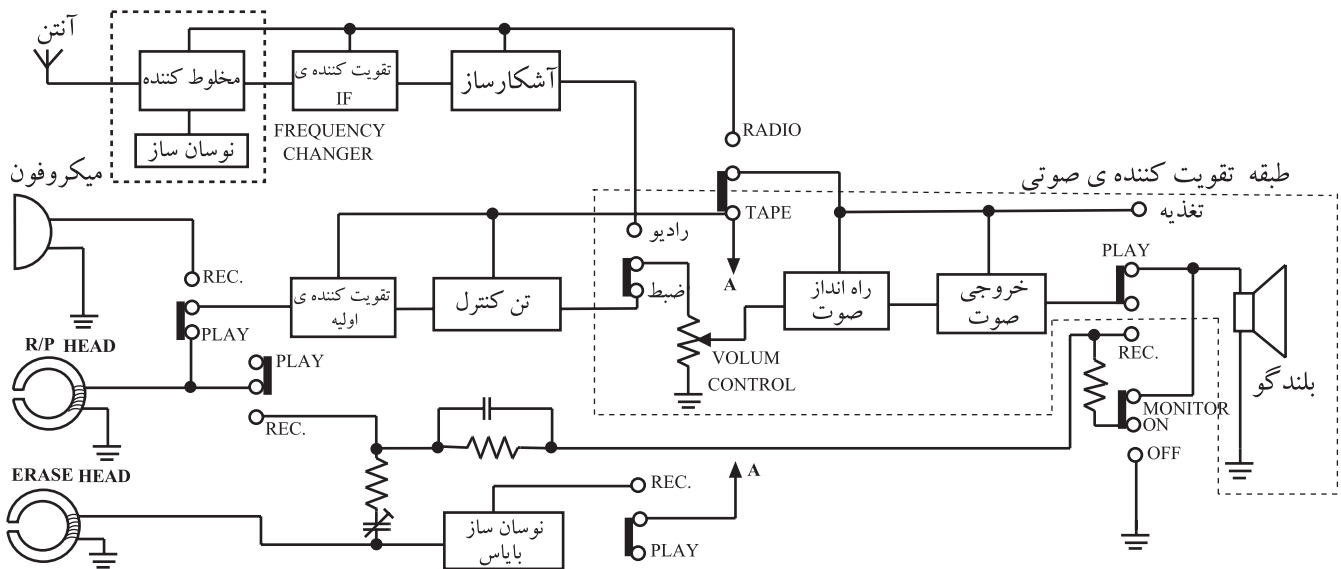 آنتن
مخلوط کننده
نوسان ساز
تقویت کننده ی
IF
FREQUENCY
CHANGER
آشکارساز
RADIO
TAPE
A
طبقه تقویت کننده ی صوتی
تغذیه
میکروفون
REC.
PLAY
تقویت کننده ی
اولیه
تن کنترل
رادیو
ضبط
VOLUM
CONTROL
راه انداز
صوت
خروجی
صوت
PLAY
REC.
MONITOR
ON
OFF
بلندگو
R/P HEAD
PLAY
REC.
ERASE HEAD
نوسان ساز
بایاس
REC.
PLAY
A